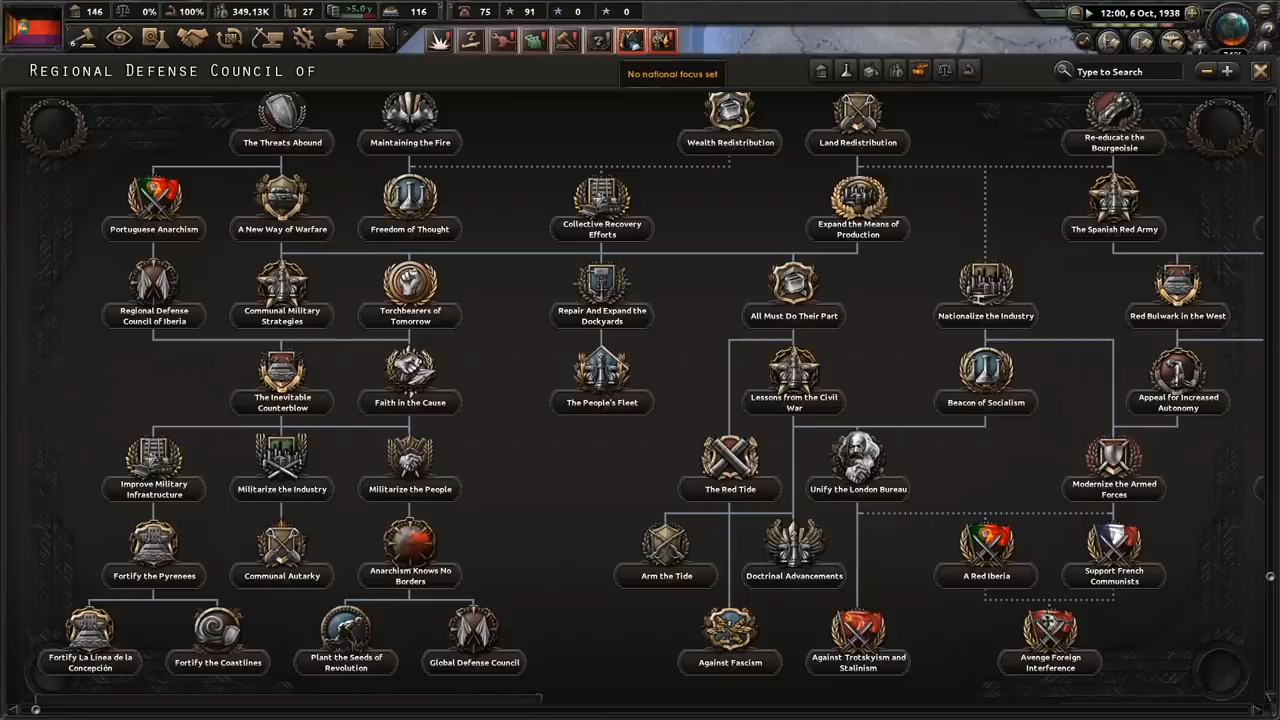 146 0% 100% 349.13K 27 >5.0 y 116 75 91 0 0 12:00, 6 Oct, 1938
REGIONAL DEFENSE COUNCIL OF
No national focus set
Type to Search
The Threats Abound
Maintaining the Fire
Wealth Redistribution
Land Redistribution
Re-educate the
Bourgeoisie
Portuguese Anarchism
A New Way of Warfare
Freedom of Thought
Collective Recovery
Efforts
Expand the Means of
Production
The Spanish Red Army
Regional Defense
Council of Iberia
Communal Military
Strategies
Torchbearers of
Tomorrow
Repair And Expand the
Dockyards
All Must Do Their Part
Nationalize the Industry
Red Bulwark in the West
The Inevitable
Counterblow
Faith in the Cause
The People's Fleet
Lessons from the Civil
War
Beacon of Socialism
Appeal for Increased
Autonomy
Improve Military
Infrastructure
Militarize the Industry
Militarize the People
The Red Tide
Unify the London Bureau
Modernize the Armed
Forces
Fortify the Pyrenees
Communal Autarky
Anarchism Knows No
Borders
Arm the Tide
Doctrinal Advancements
A Red Iberia
Support French
Communists
Fortify La Línea de la
Concepción
Fortify the Coastlines
Plant the Seeds of
Revolution
Global Defense Council
Against Fascism
Against Trotskyism and
Stalinism
Avenge Foreign
Interference